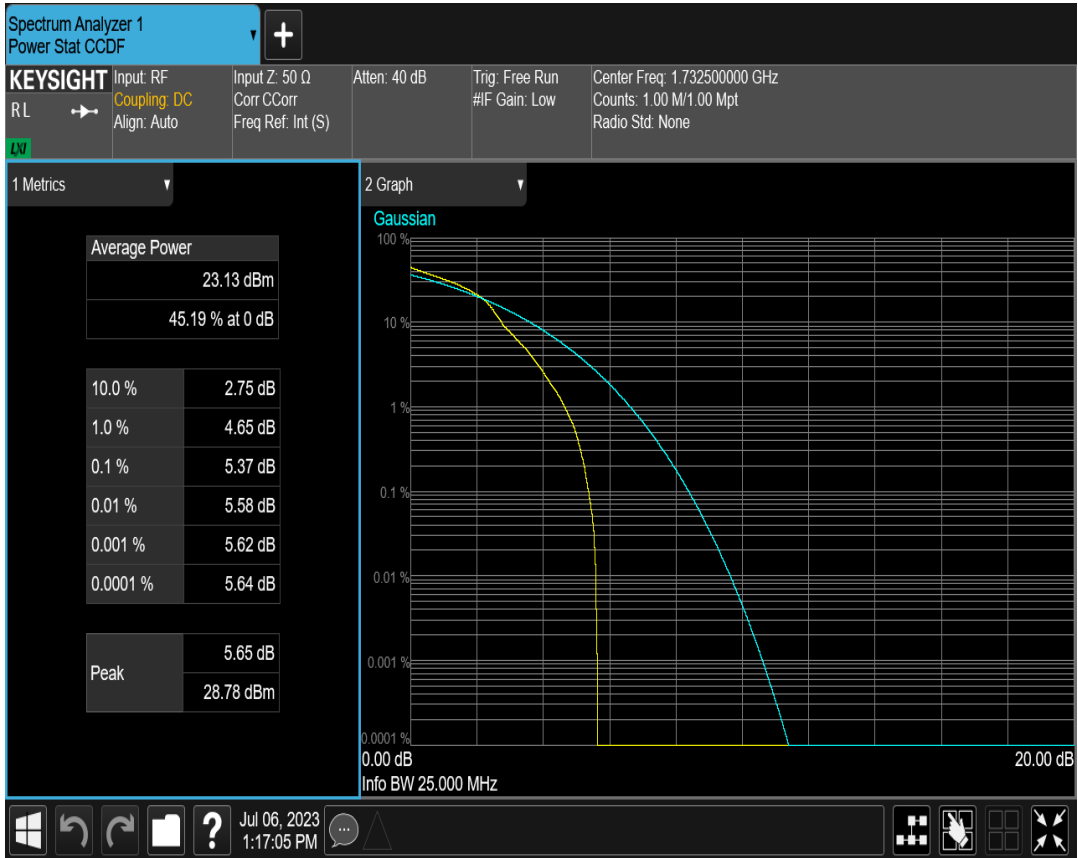 Spectrum Analyzer 1
Power Stat CCDF
KEYSIGHT
RL
LXI
Input: RF
Coupling: DC
Align: Auto
Input Z: 50 Ω
Corr CCorr
Freq Ref: Int (S)
Atten: 40 dB
Trig: Free Run
#IF Gain: Low
Center Freq: 1.732500000 GHz
Counts: 1.00 M/1.00 Mpt
Radio Std: None
1 Metrics
Average Power
23.13 dBm
45.19 % at 0 dB
10.0 % 2.75 dB
1.0 % 4.65 dB
0.1 % 5.37 dB
0.01 % 5.58 dB
0.001 % 5.62 dB
0.0001 % 5.64 dB
Peak
5.65 dB
28.78 dBm
2 Graph
Gaussian
100 %
10 %
1 %
0.1 %
0.01 %
0.001 %
0.0001 %
0.00 dB 20.00 dB
Info BW 25.000 MHz
Jul 06, 2023
1:17:05 PM